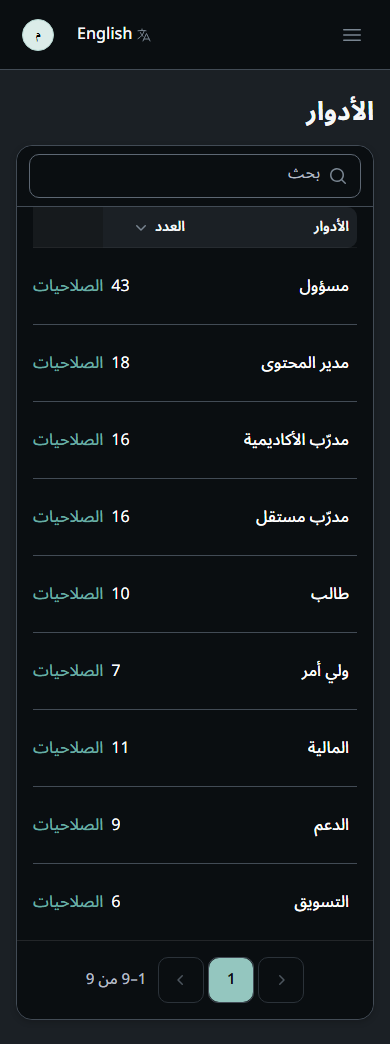 English
م
الأدوار
بحث
الأدوار العدد
مسؤول 43 الصلاحيات
مدير المحتوى 18 الصلاحيات
مدرّب الأكاديمية 16 الصلاحيات
مدرّب مستقل 16 الصلاحيات
طالب 10 الصلاحيات
ولي أمر 7 الصلاحيات
المالية 11 الصلاحيات
الدعم 9 الصلاحيات
التسويق 6 الصلاحيات
1
1–9 من 9